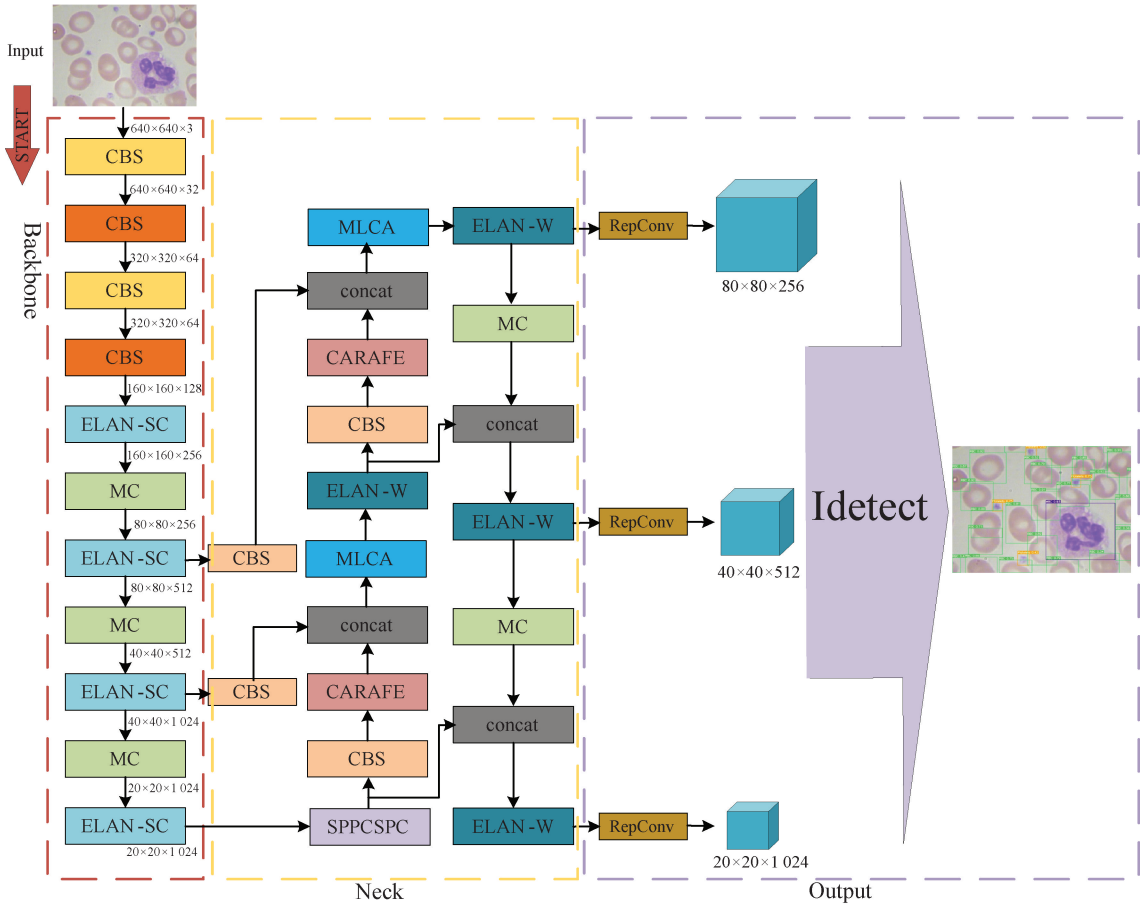 Input
START
Backbone
640×640×3
CBS
640×640×32
CBS
320×320×64
CBS
320×320×64
CBS
160×160×128
ELAN-SC
160×160×256
MC
80×80×256
ELAN-SC
80×80×512
MC
40×40×512
ELAN-SC
40×40×1 024
MC
20×20×1 024
ELAN-SC
20×20×1 024
CBS
CBS
MLCA
concat
CARAFE
CBS
ELAN-W
MLCA
concat
CARAFE
CBS
SPPCSPC
ELAN-W
MC
concat
ELAN-W
MC
concat
ELAN-W
Neck
RepConv
80×80×256
RepConv
40×40×512
RepConv
20×20×1 024
Idetect
Output